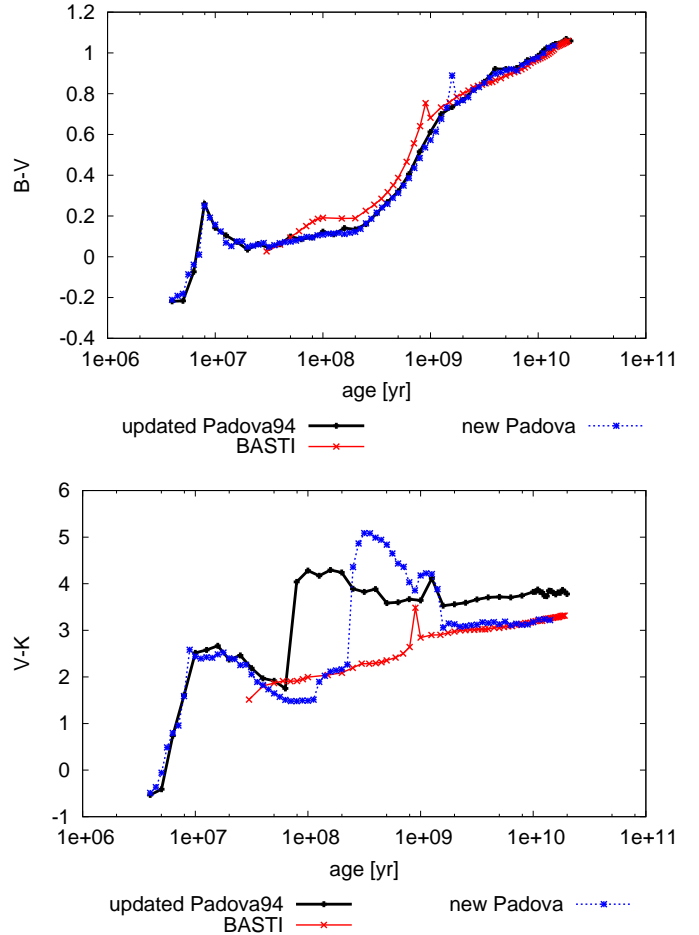 1.2
1
0.8
0.6
0.4
0.2
0
-0.2
-0.4
B-V
1e+06 1e+07 1e+08 1e+09 1e+10 1e+11
age [yr]
updated Padova94 new Padova
BASTI
6
5
4
3
2
1
0
-1
V-K
1e+06 1e+07 1e+08 1e+09 1e+10 1e+11
age [yr]
updated Padova94 new Padova
BASTI